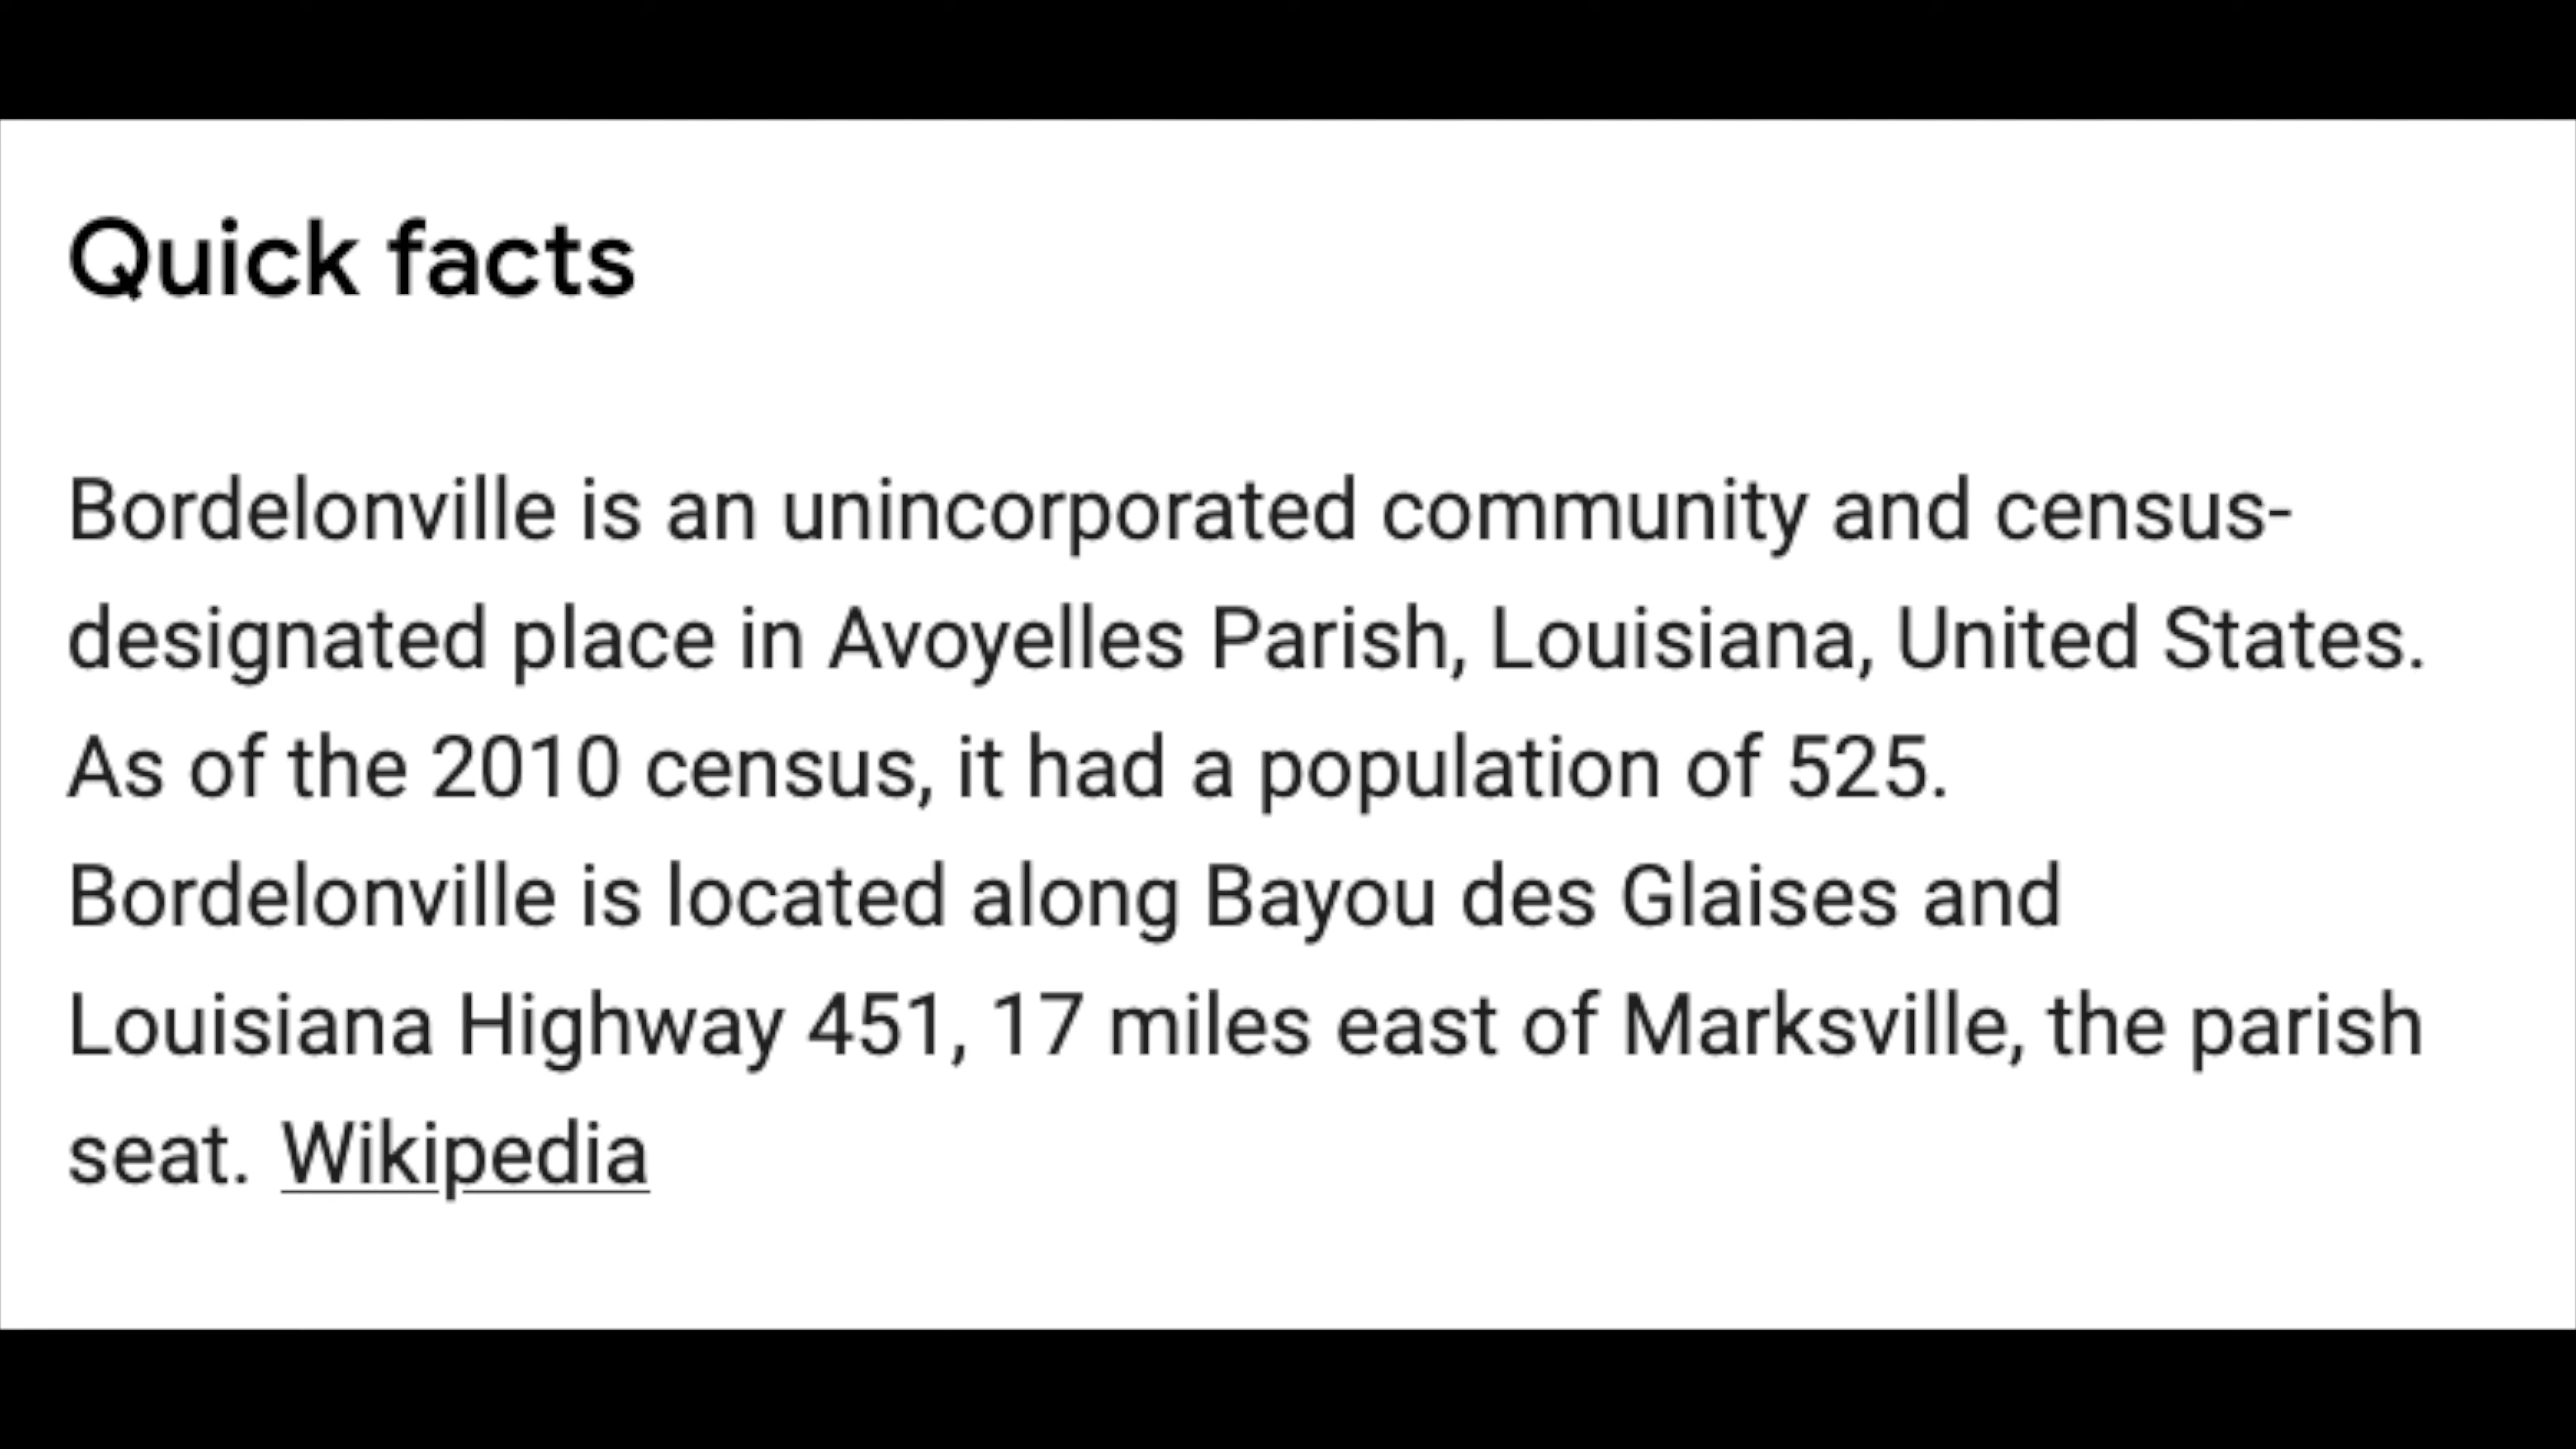 Quick facts
Bordelonville is an unincorporated community and census-
designated place in Avoyelles Parish, Louisiana, United States.
As of the 2010 census, it had a population of 525.
Bordelonville is located along Bayou des Glaises and
Louisiana Highway 451, 17 miles east of Marksville, the parish
seat. Wikipedia